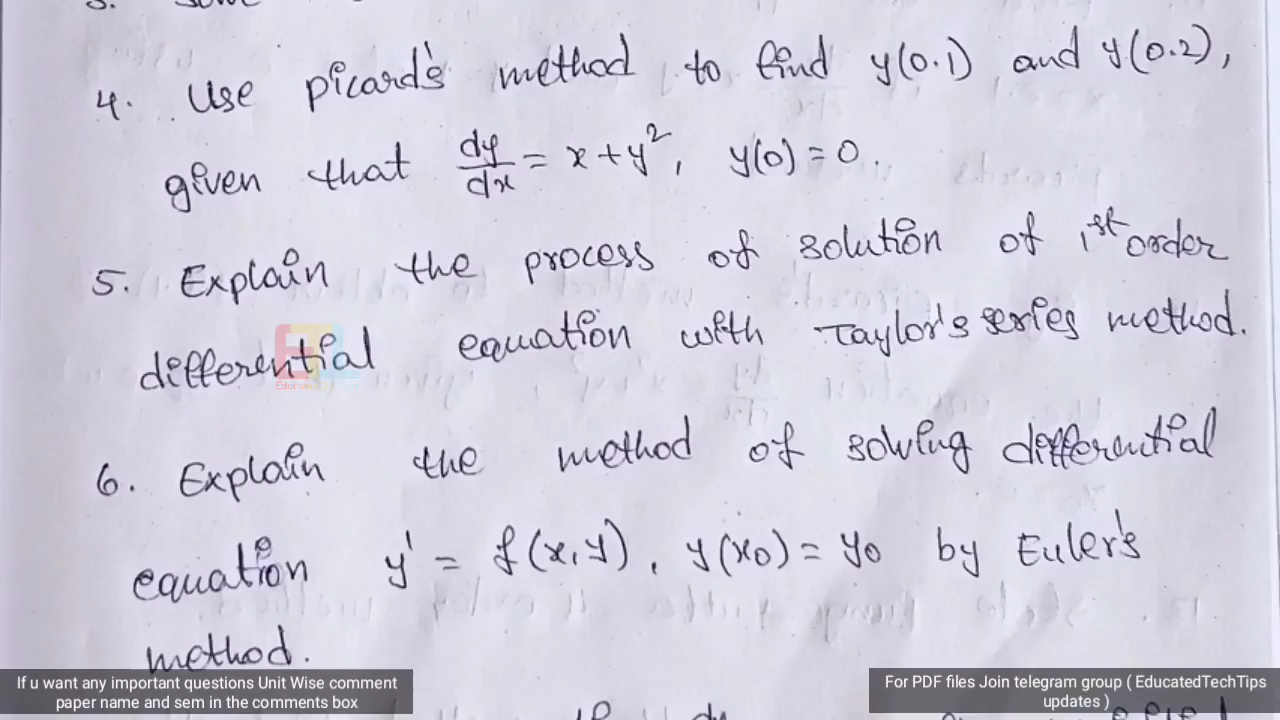 4. Use picard's method to find y(0.1) and y(0.2),
given that dy/dx = x + y², y(0) = 0.
5. Explain the process of solution of 1st order
differential equation with Taylor's series method.
6. Explain the method of solving differential
equation y' = f(x,y), y(x₀) = y₀ by Euler's
method.
If u want any important questions Unit Wise comment
paper name and sem in the comments box
For PDF files Join telegram group ( EducatedTechTips
updates )